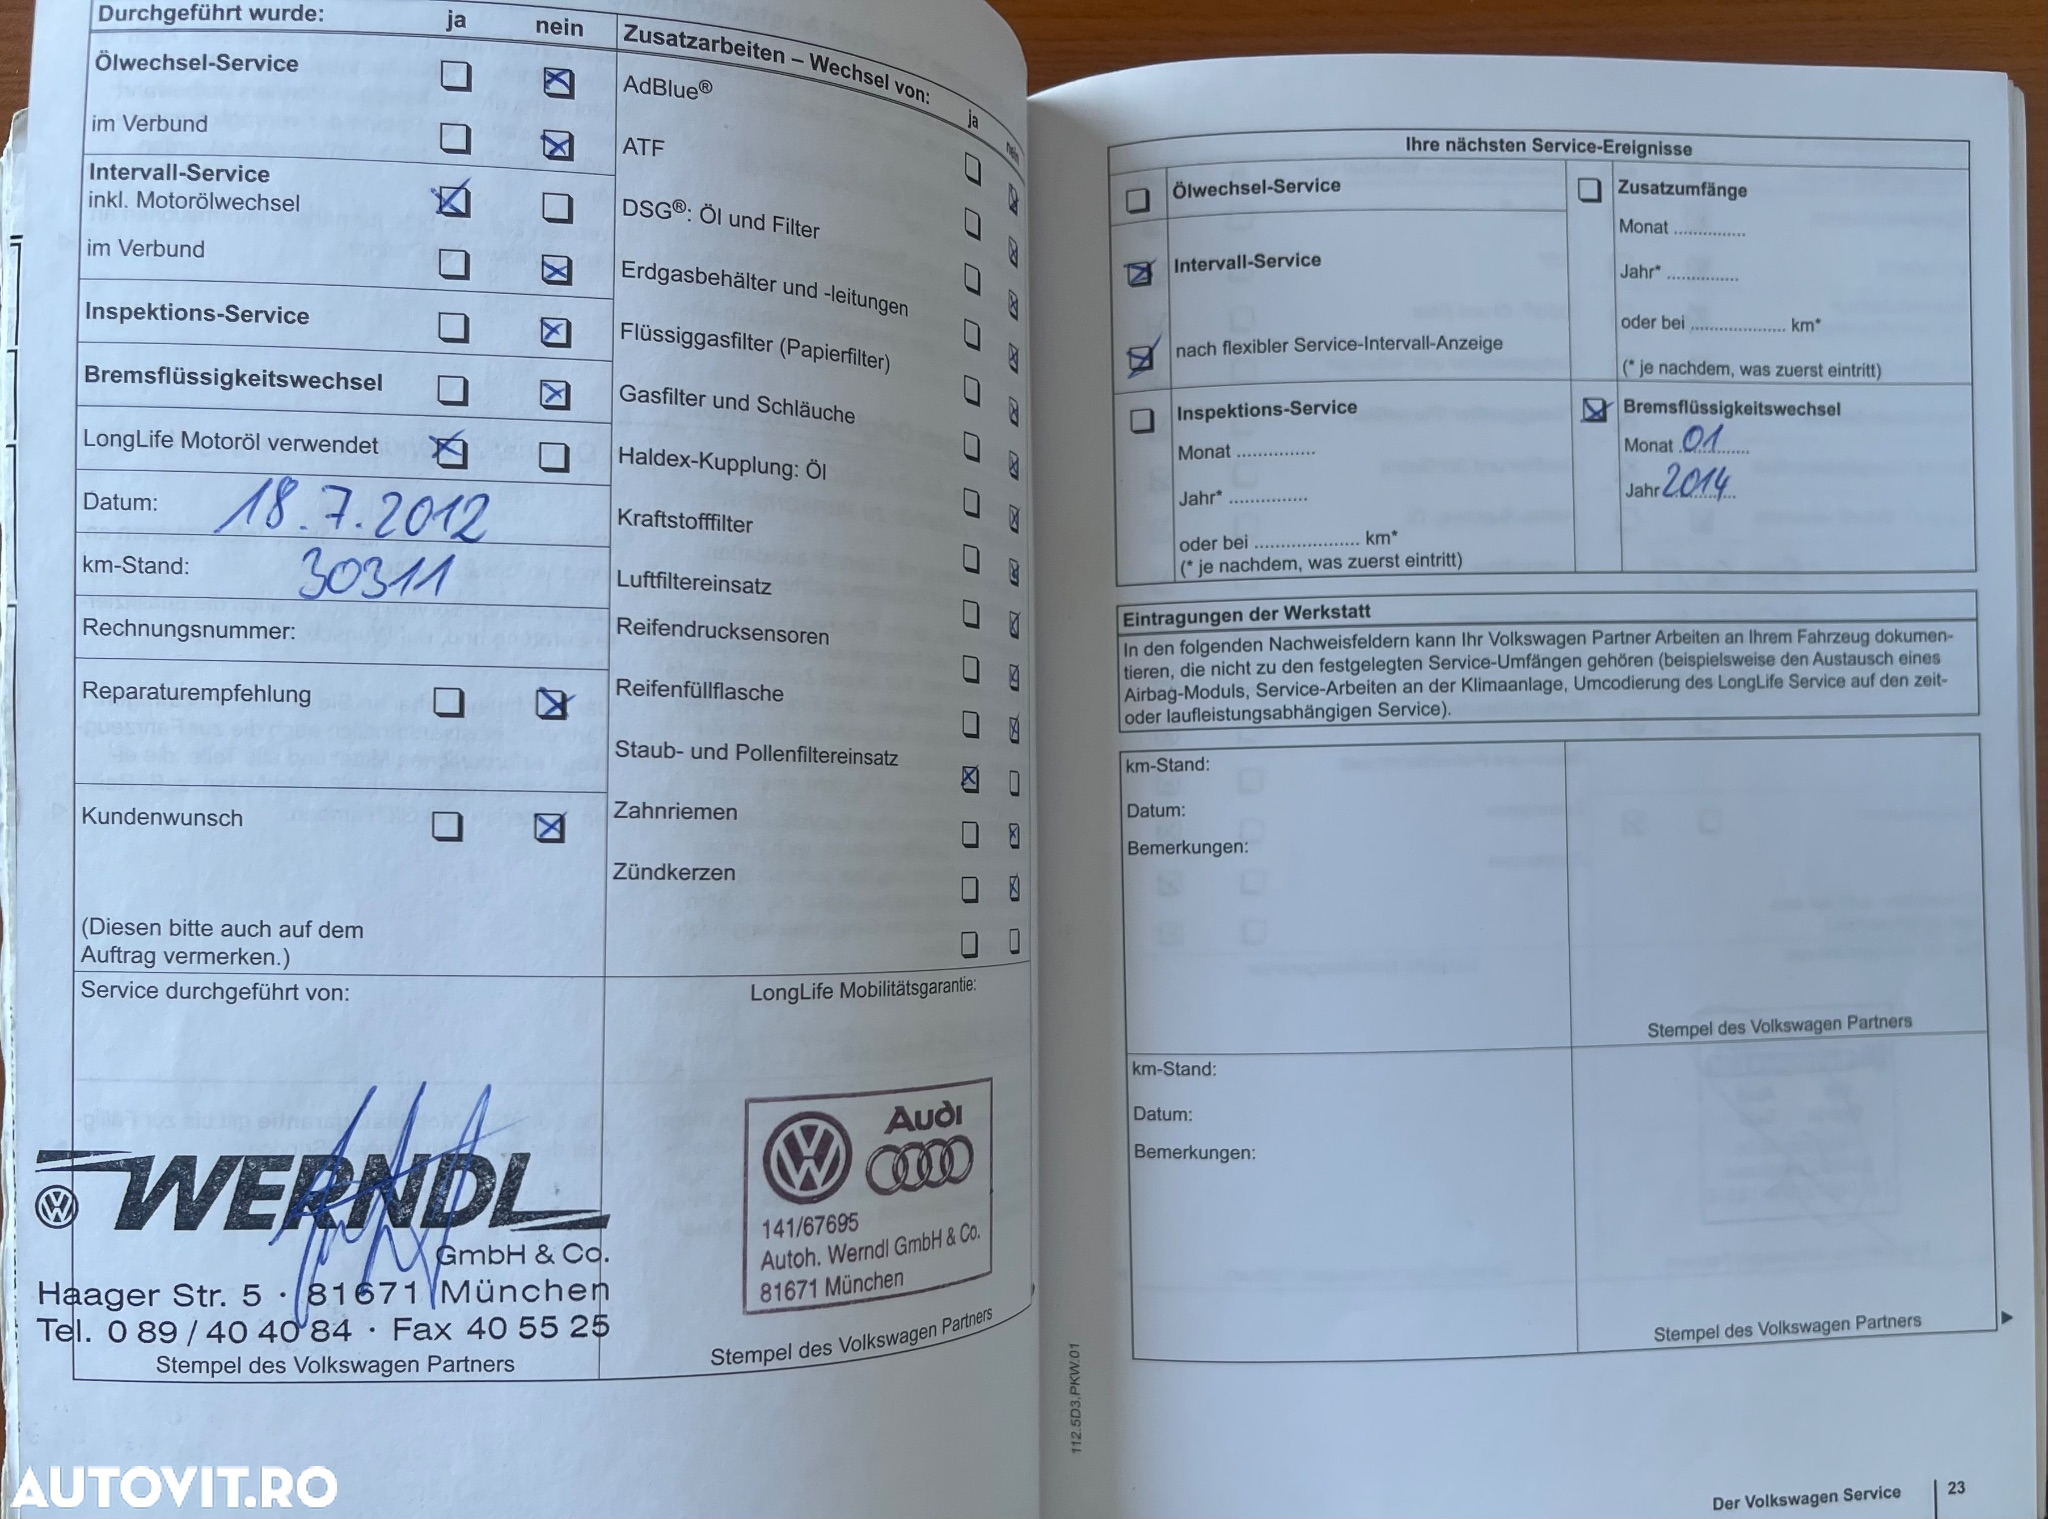 Durchgeführt wurde: ja nein
Ölwechsel-Service
im Verbund
Intervall-Service
inkl. Motorölwechsel
im Verbund
Inspektions-Service
Bremsflüssigkeitswechsel
LongLife Motoröl verwendet
Datum: 18.7.2012
km-Stand: 30311
Rechnungsnummer:
Reparaturempfehlung
Kundenwunsch
(Diesen bitte auch auf dem
Auftrag vermerken.)
Zusatzarbeiten – Wechsel von: ja nein
AdBlue®
ATF
DSG®: Öl und Filter
Erdgasbehälter und -leitungen
Flüssiggasfilter (Papierfilter)
Gasfilter und Schläuche
Haldex-Kupplung: Öl
Kraftstofffilter
Luftfiltereinsatz
Reifendrucksensoren
Reifenfüllflasche
Staub- und Pollenfiltereinsatz
Zahnriemen
Zündkerzen
Service durchgeführt von:
WERNDL
GmbH & Co.
Haager Str. 5 · 81671 München
Tel. 0 89 / 40 40 84 · Fax 40 55 25
Stempel des Volkswagen Partners
LongLife Mobilitätsgarantie:
Audi
141/67695
Autoh. Werndl GmbH & Co.
81671 München
Stempel des Volkswagen Partners
Ihre nächsten Service-Ereignisse
Ölwechsel-Service
Intervall-Service
nach flexibler Service-Intervall-Anzeige
Inspektions-Service
Monat ...............
Jahr* ...............
oder bei .................... km*
(* je nachdem, was zuerst eintritt)
Zusatzumfänge
Monat ...............
Jahr* ...............
oder bei .................... km*
(* je nachdem, was zuerst eintritt)
Bremsflüssigkeitswechsel
Monat 01
Jahr 2014
Eintragungen der Werkstatt
In den folgenden Nachweisfeldern kann Ihr Volkswagen Partner Arbeiten an Ihrem Fahrzeug dokumen-
tieren, die nicht zu den festgelegten Service-Umfängen gehören (beispielsweise den Austausch eines
Airbag-Moduls, Service-Arbeiten an der Klimaanlage, Umcodierung des LongLife Service auf den zeit-
oder laufleistungsabhängigen Service).
km-Stand:
Datum:
Bemerkungen:
Stempel des Volkswagen Partners
km-Stand:
Datum:
Bemerkungen:
Stempel des Volkswagen Partners
112.5D3.PKW.01
Der Volkswagen Service 23
AUTOVIT.RO